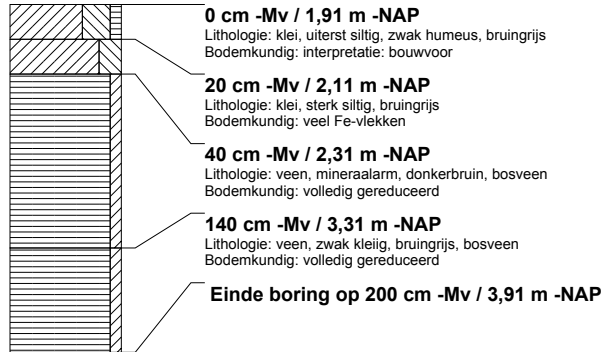 0 cm -Mv / 1,91 m -NAP
Lithologie: klei, uiterst siltig, zwak humeus, bruingrijs
Bodemkundig: interpretatie: bouwvoor
20 cm -Mv / 2,11 m -NAP
Lithologie: klei, sterk siltig, bruingrijs
Bodemkundig: veel Fe-vlekken
40 cm -Mv / 2,31 m -NAP
Lithologie: veen, mineraalarm, donkerbruin, bosveen
Bodemkundig: volledig gereduceerd
140 cm -Mv / 3,31 m -NAP
Lithologie: veen, zwak kleiig, bruingrijs, bosveen
Bodemkundig: volledig gereduceerd
Einde boring op 200 cm -Mv / 3,91 m -NAP